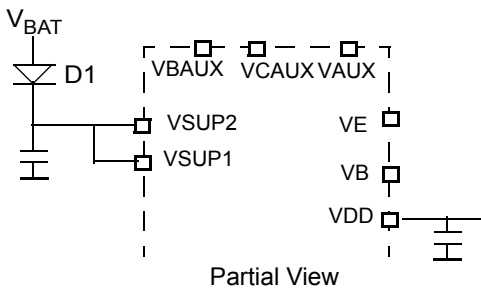 VBAT
D1
VBAUX VCAUX VAUX
VSUP2
VE
VSUP1
VB
VDD
Partial View